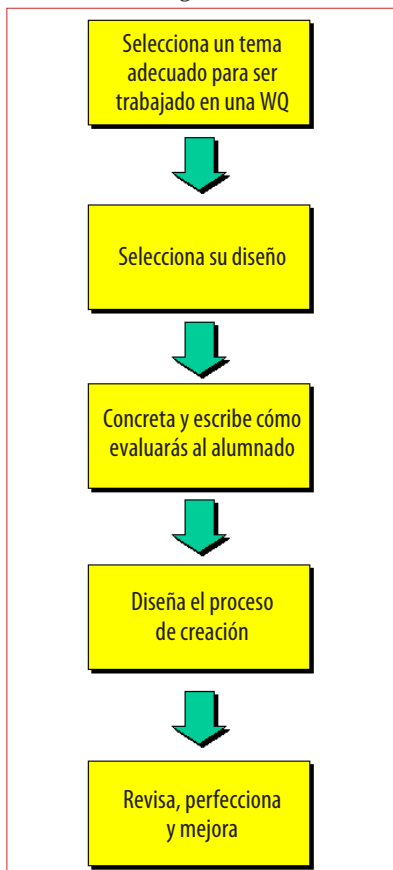 Selecciona un tema
adecuado para ser
trabajado en una WQ
Selecciona su diseño
Concreta y escribe cómo
evaluarás al alumnado
Diseña el proceso
de creación
Revisa, perfecciona
y mejora